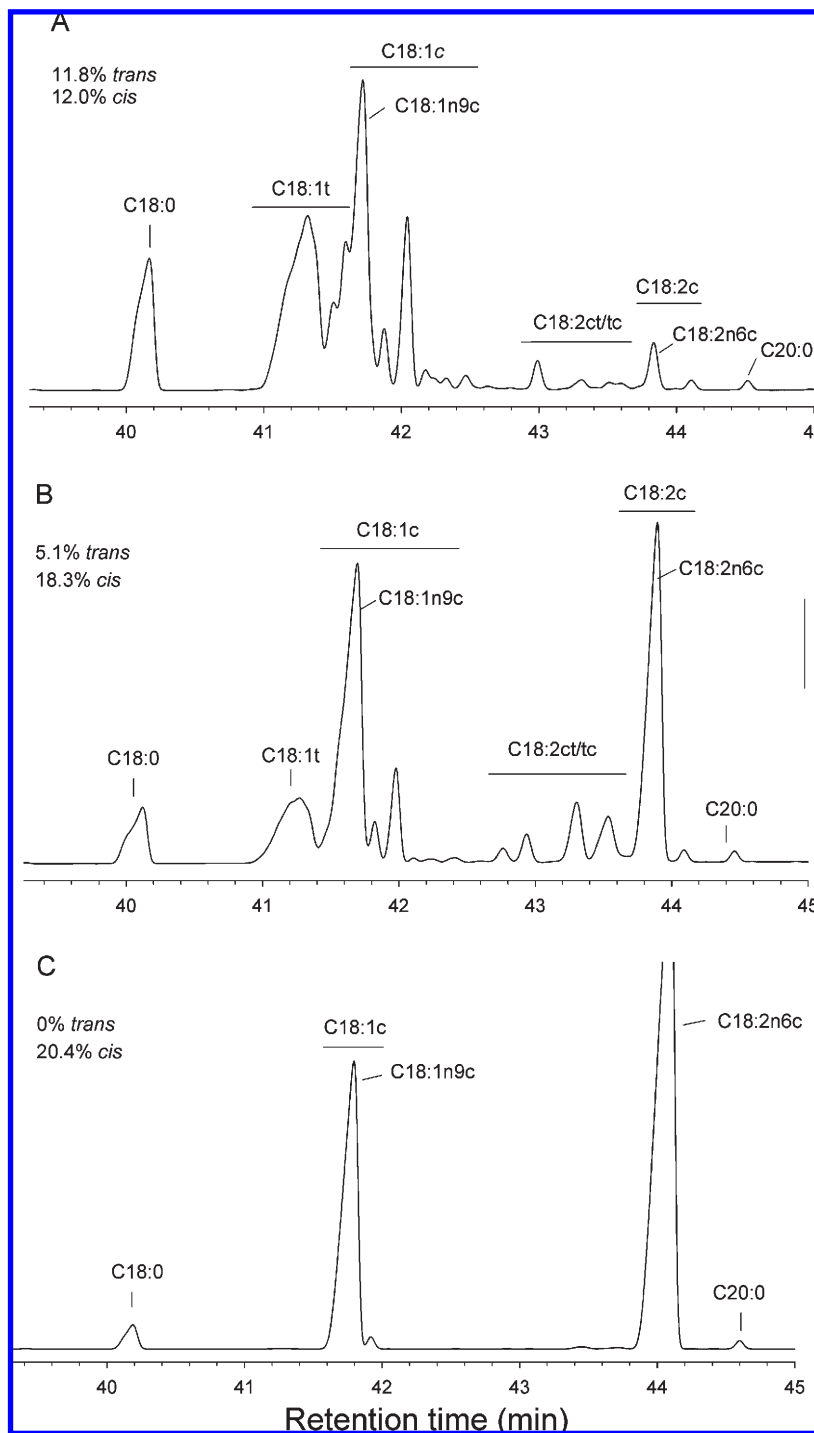 A
11.8% trans
12.0% cis
C18:1c
C18:1n9c
C18:1t
C18:0
C18:2c
C18:2ct/tc
C18:2n6c
C20:0
40 41 42 43 44 4
B
5.1% trans
18.3% cis
C18:2c
C18:1c
C18:2n6c
C18:1n9c
C18:0
C18:1t
C18:2ct/tc
C20:0
40 41 42 43 44 45
C
0% trans
20.4% cis
C18:1c
C18:2n6c
C18:1n9c
C18:0
C20:0
40 41 42 43 44 45
Retention time (min)